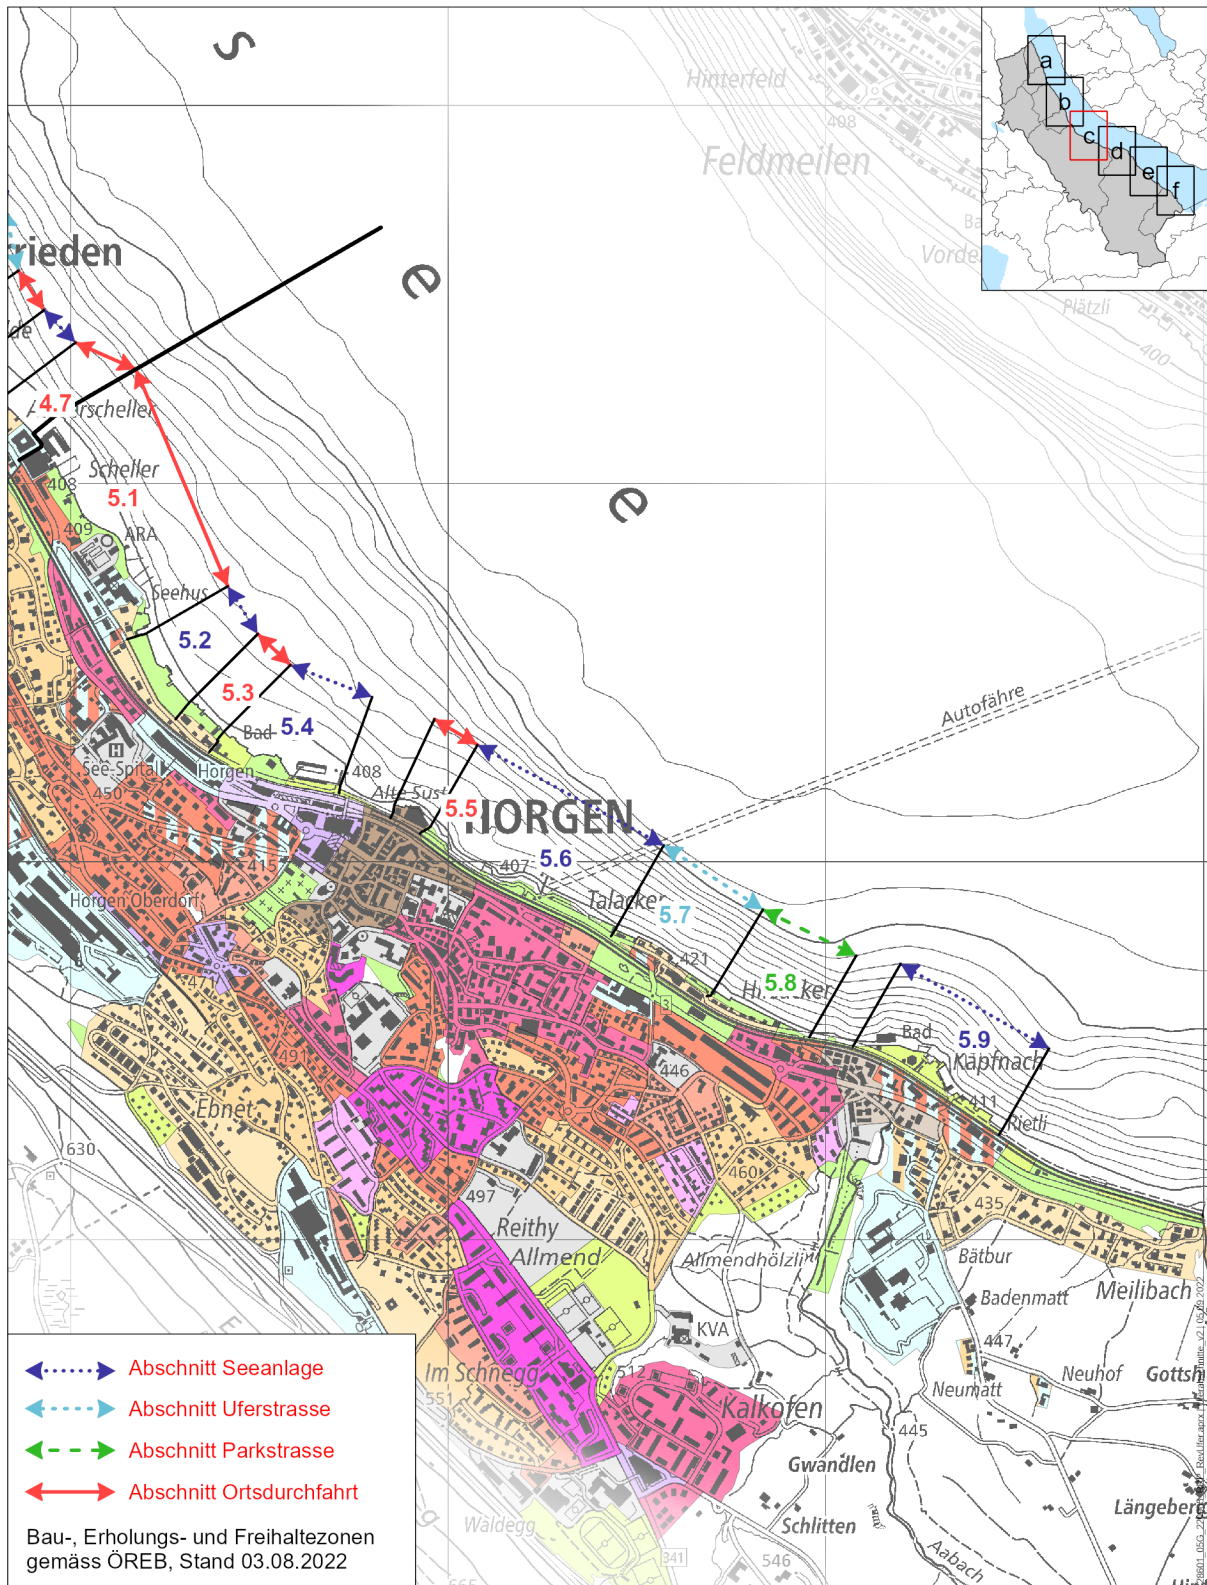 S
e
e
Hinterfeld
408
Feldmeilen
Plätzli
400
a
b
c
d
e
f
rieden
4.7
Scheller
408
5.1
409
ARA
Seehus
5.2
5.3
Bad
5.4
See-Spital
H
Horgen
450
408
Alte Sust
5.5
HORGEN
Autofähre
415
407
5.6
Talacker
5.7
Horgen Oberdorf
421
5.8
3
Bad
5.9
Käpfnach
411
Rietli
491
446
Ebnet
630
460
497
435
Reithy
Allmend
Allmendhölzli
Bätbur
Badenmatt
Meilibach
KVA
447
Neuhof
Neumatt
512
Im Schnegg
551
Kalkofen
445
Gwandlen
Schlitten
Waldegg
341
546
Aabach
665
Abschnitt Seeanlage
Abschnitt Uferstrasse
Abschnitt Parkstrasse
Abschnitt Ortsdurchfahrt
Bau-, Erholungs- und Freihaltezonen
gemäss ÖREB, Stand 03.08.2022